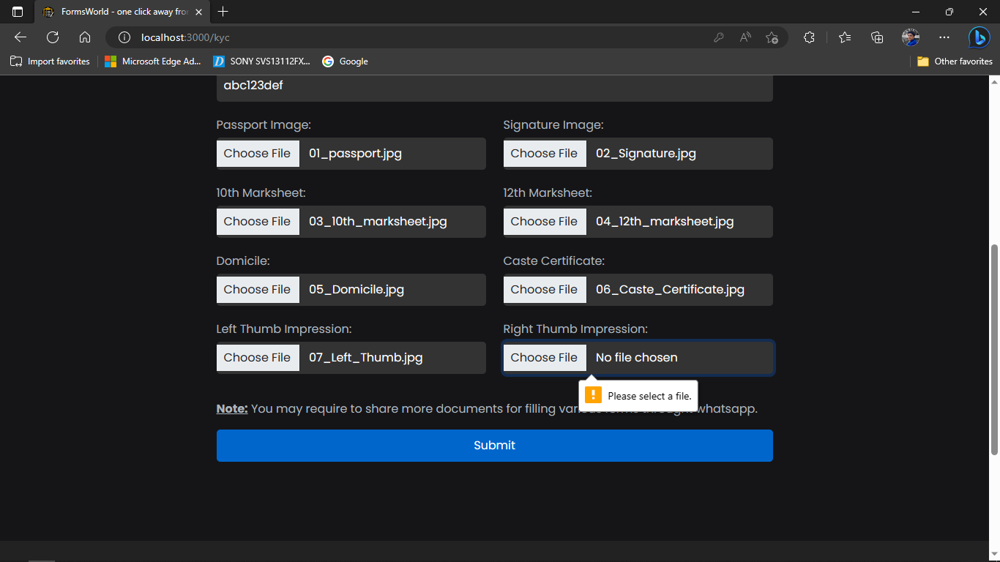 FormsWorld - one click away fro
localhost:3000/kyc
Import favorites
Microsoft Edge Ad...
SONY SVS13112FX...
Google
Other favorites
abc123def
Passport Image:
Signature Image:
Choose File 01_passport.jpg
Choose File 02_Signature.jpg
10th Marksheet:
12th Marksheet:
Choose File 03_10th_marksheet.jpg
Choose File 04_12th_marksheet.jpg
Domicile:
Caste Certificate:
Choose File 05_Domicile.jpg
Choose File 06_Caste_Certificate.jpg
Left Thumb Impression:
Right Thumb Impression:
Choose File 07_Left_Thumb.jpg
Choose File No file chosen
Please select a file.
Note: You may require to share more documents for filling whatsapp.
Submit